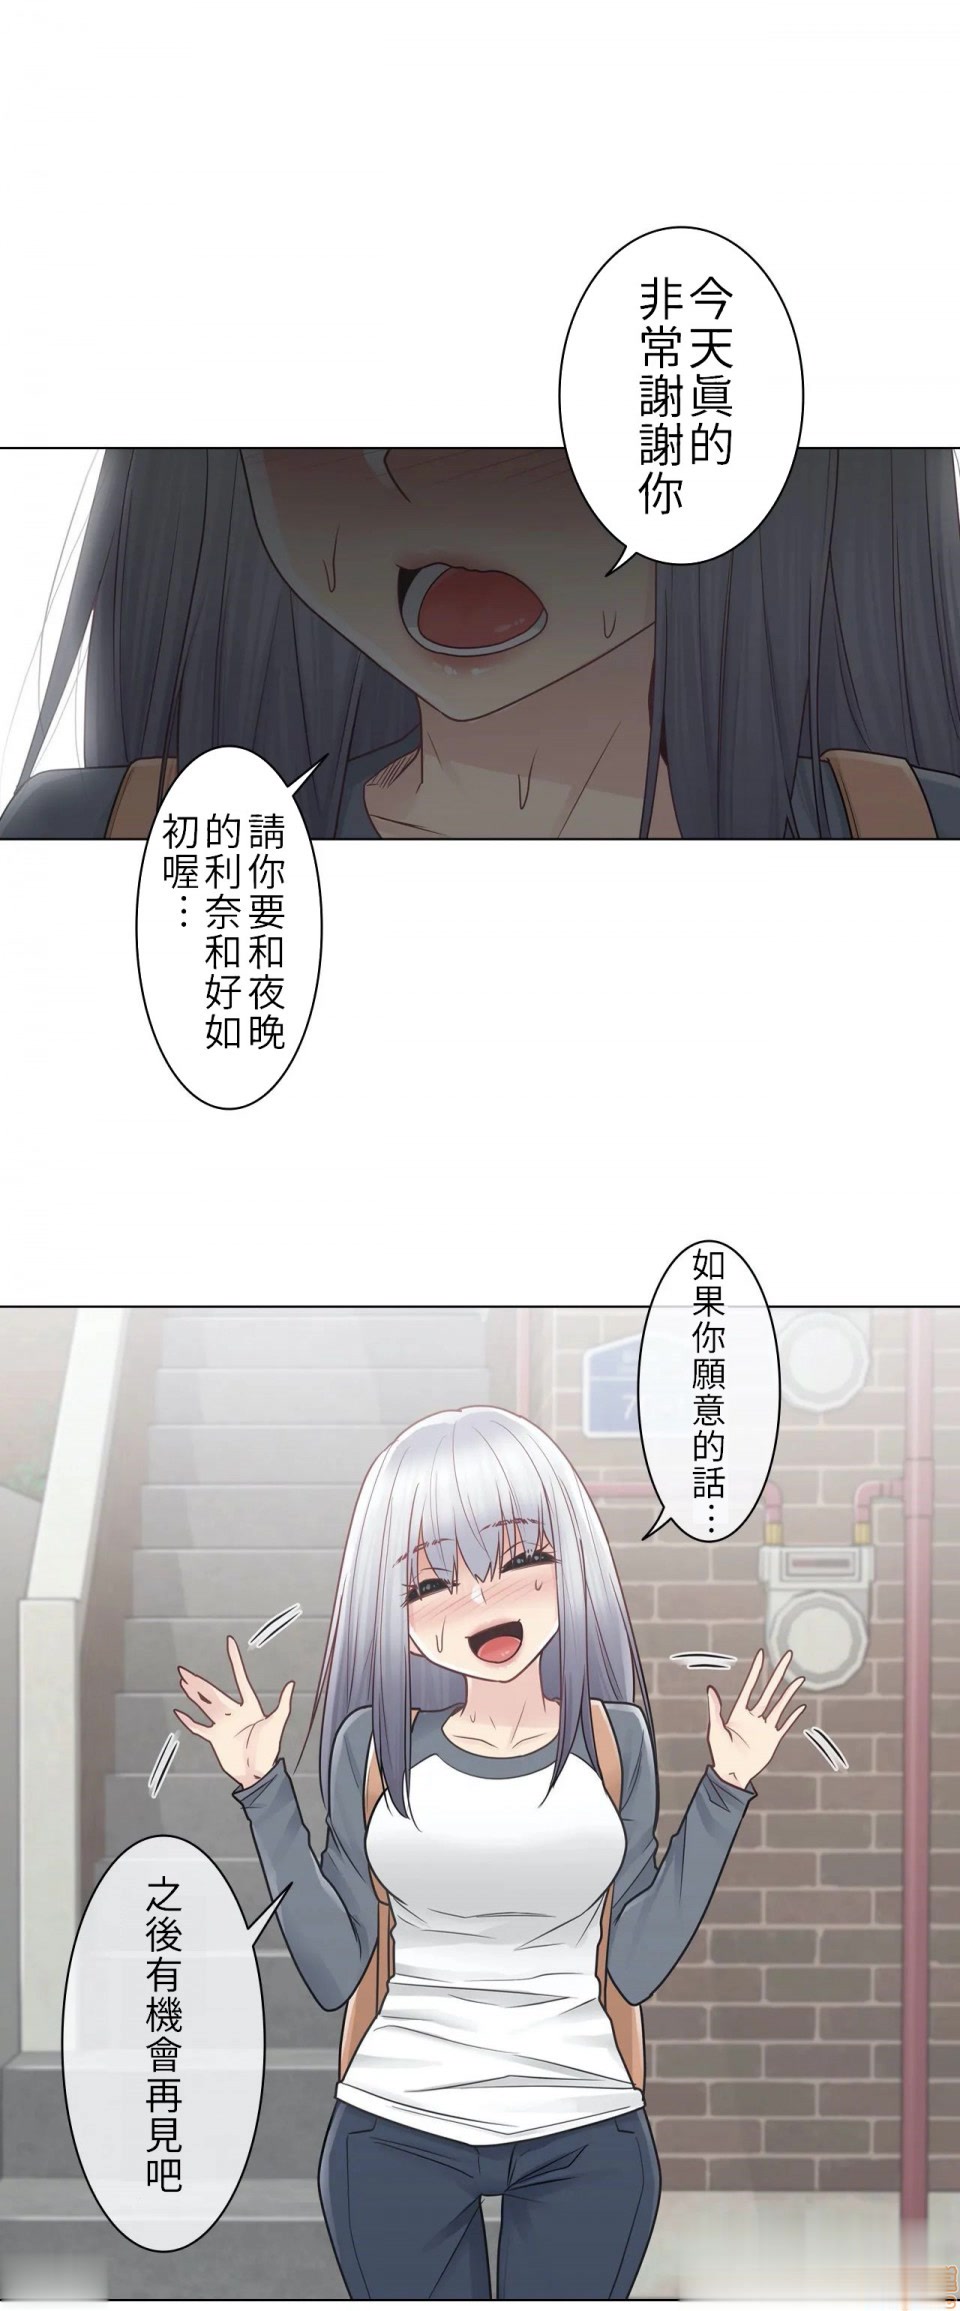 今天眞的
非常謝謝你
請你要和夜晚
的利奈和好如
初喔…
如果你願意的話…
之後有機會再見吧